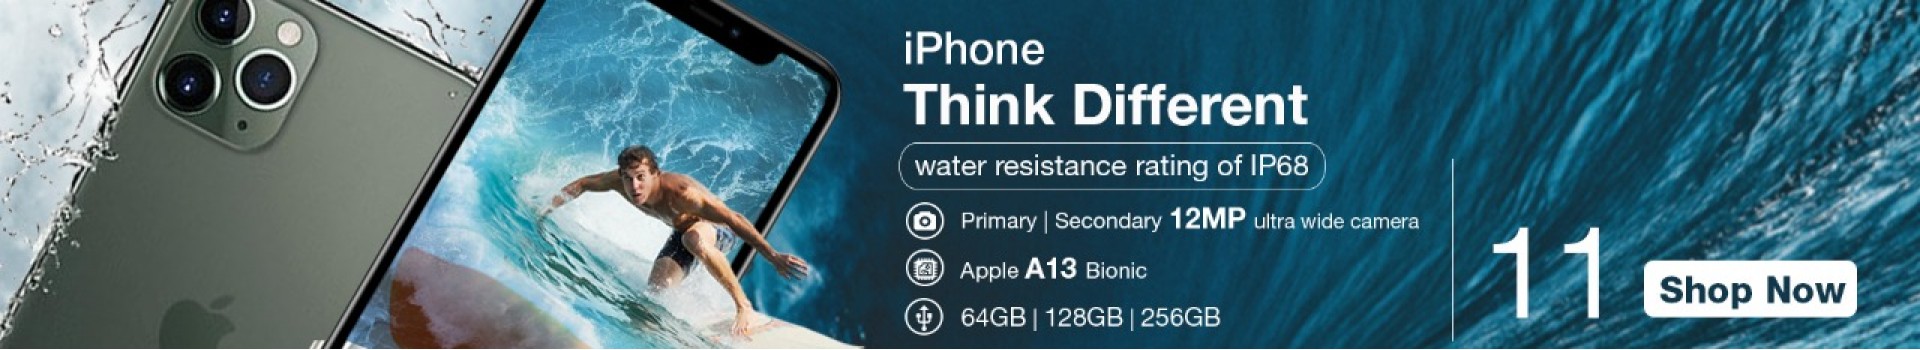 iPhone
Think Different
water resistance rating of IP68
Primary | Secondary 12MP ultra wide camera
Apple A13 Bionic
64GB | 128GB | 256GB
11
Shop Now